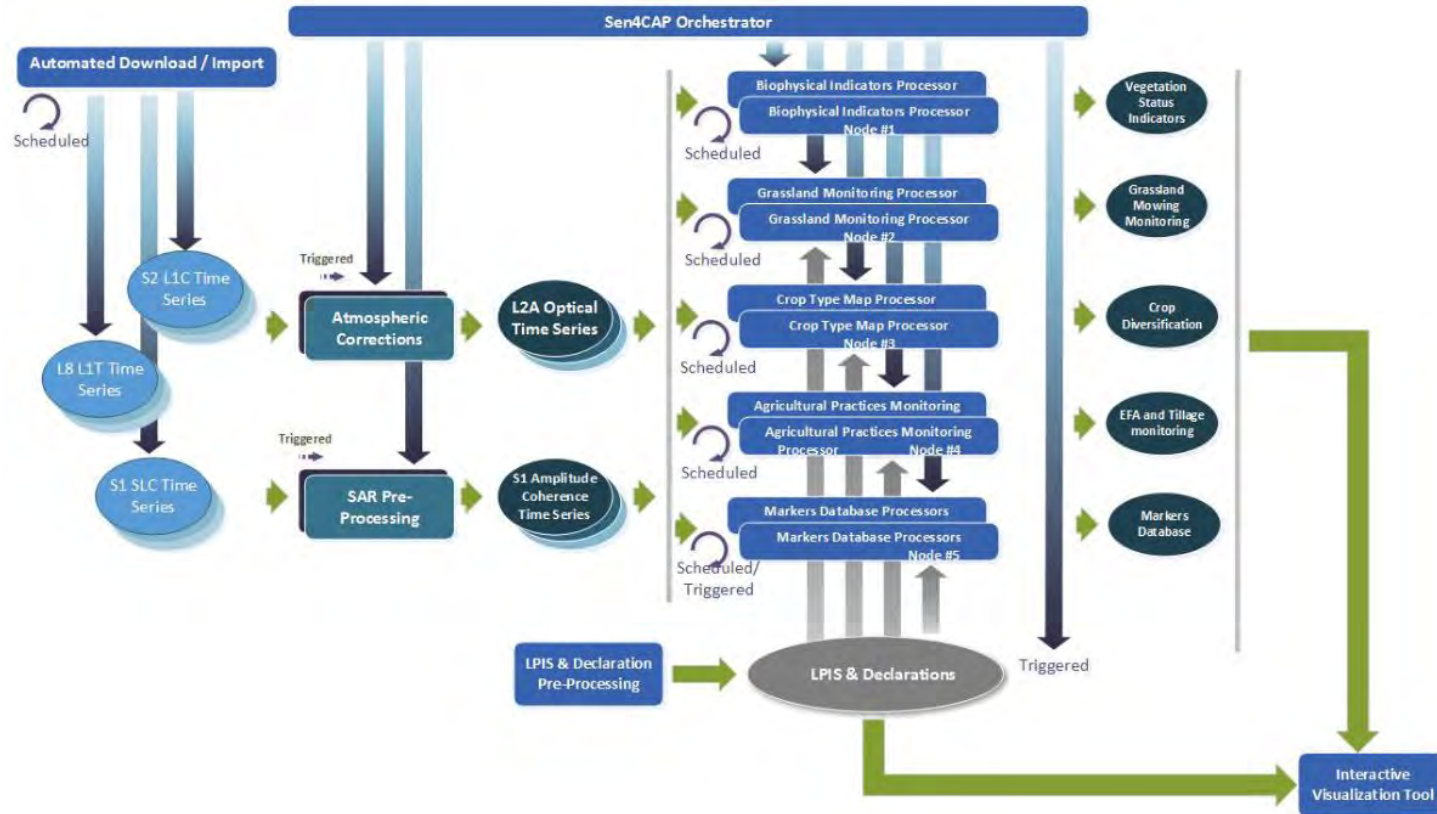 Sen4CAP Orchestrator
Automated Download / Import
Scheduled
S2 L1C Time
Series
L8 L1T Time
Series
S1 SLC Time
Series
Triggered
Atmospheric
Corrections
Triggered
SAR Pre-
Processing
L2A Optical
Time Series
S1 Amplitude
Coherence
Time Series
Biophysical Indicators Processor
Biophysical Indicators Processor
Node #1
Scheduled
Grassland Monitoring Processor
Grassland Monitoring Processor
Node #2
Scheduled
Crop Type Map Processor
Crop Type Map Processor
Node #3
Scheduled
Agricultural Practices Monitoring
Agricultural Practices Monitoring
Processor Node #4
Scheduled
Markers Database Processors
Markers Database Processors
Node #5
Scheduled/
Triggered
Vegetation
Status
Indicators
Grassland
Mowing
Monitoring
Crop
Diversification
EFA and Tillage
monitoring
Markers
Database
LPIS & Declaration
Pre-Processing
LPIS & Declarations
Triggered
Interactive
Visualization Tool